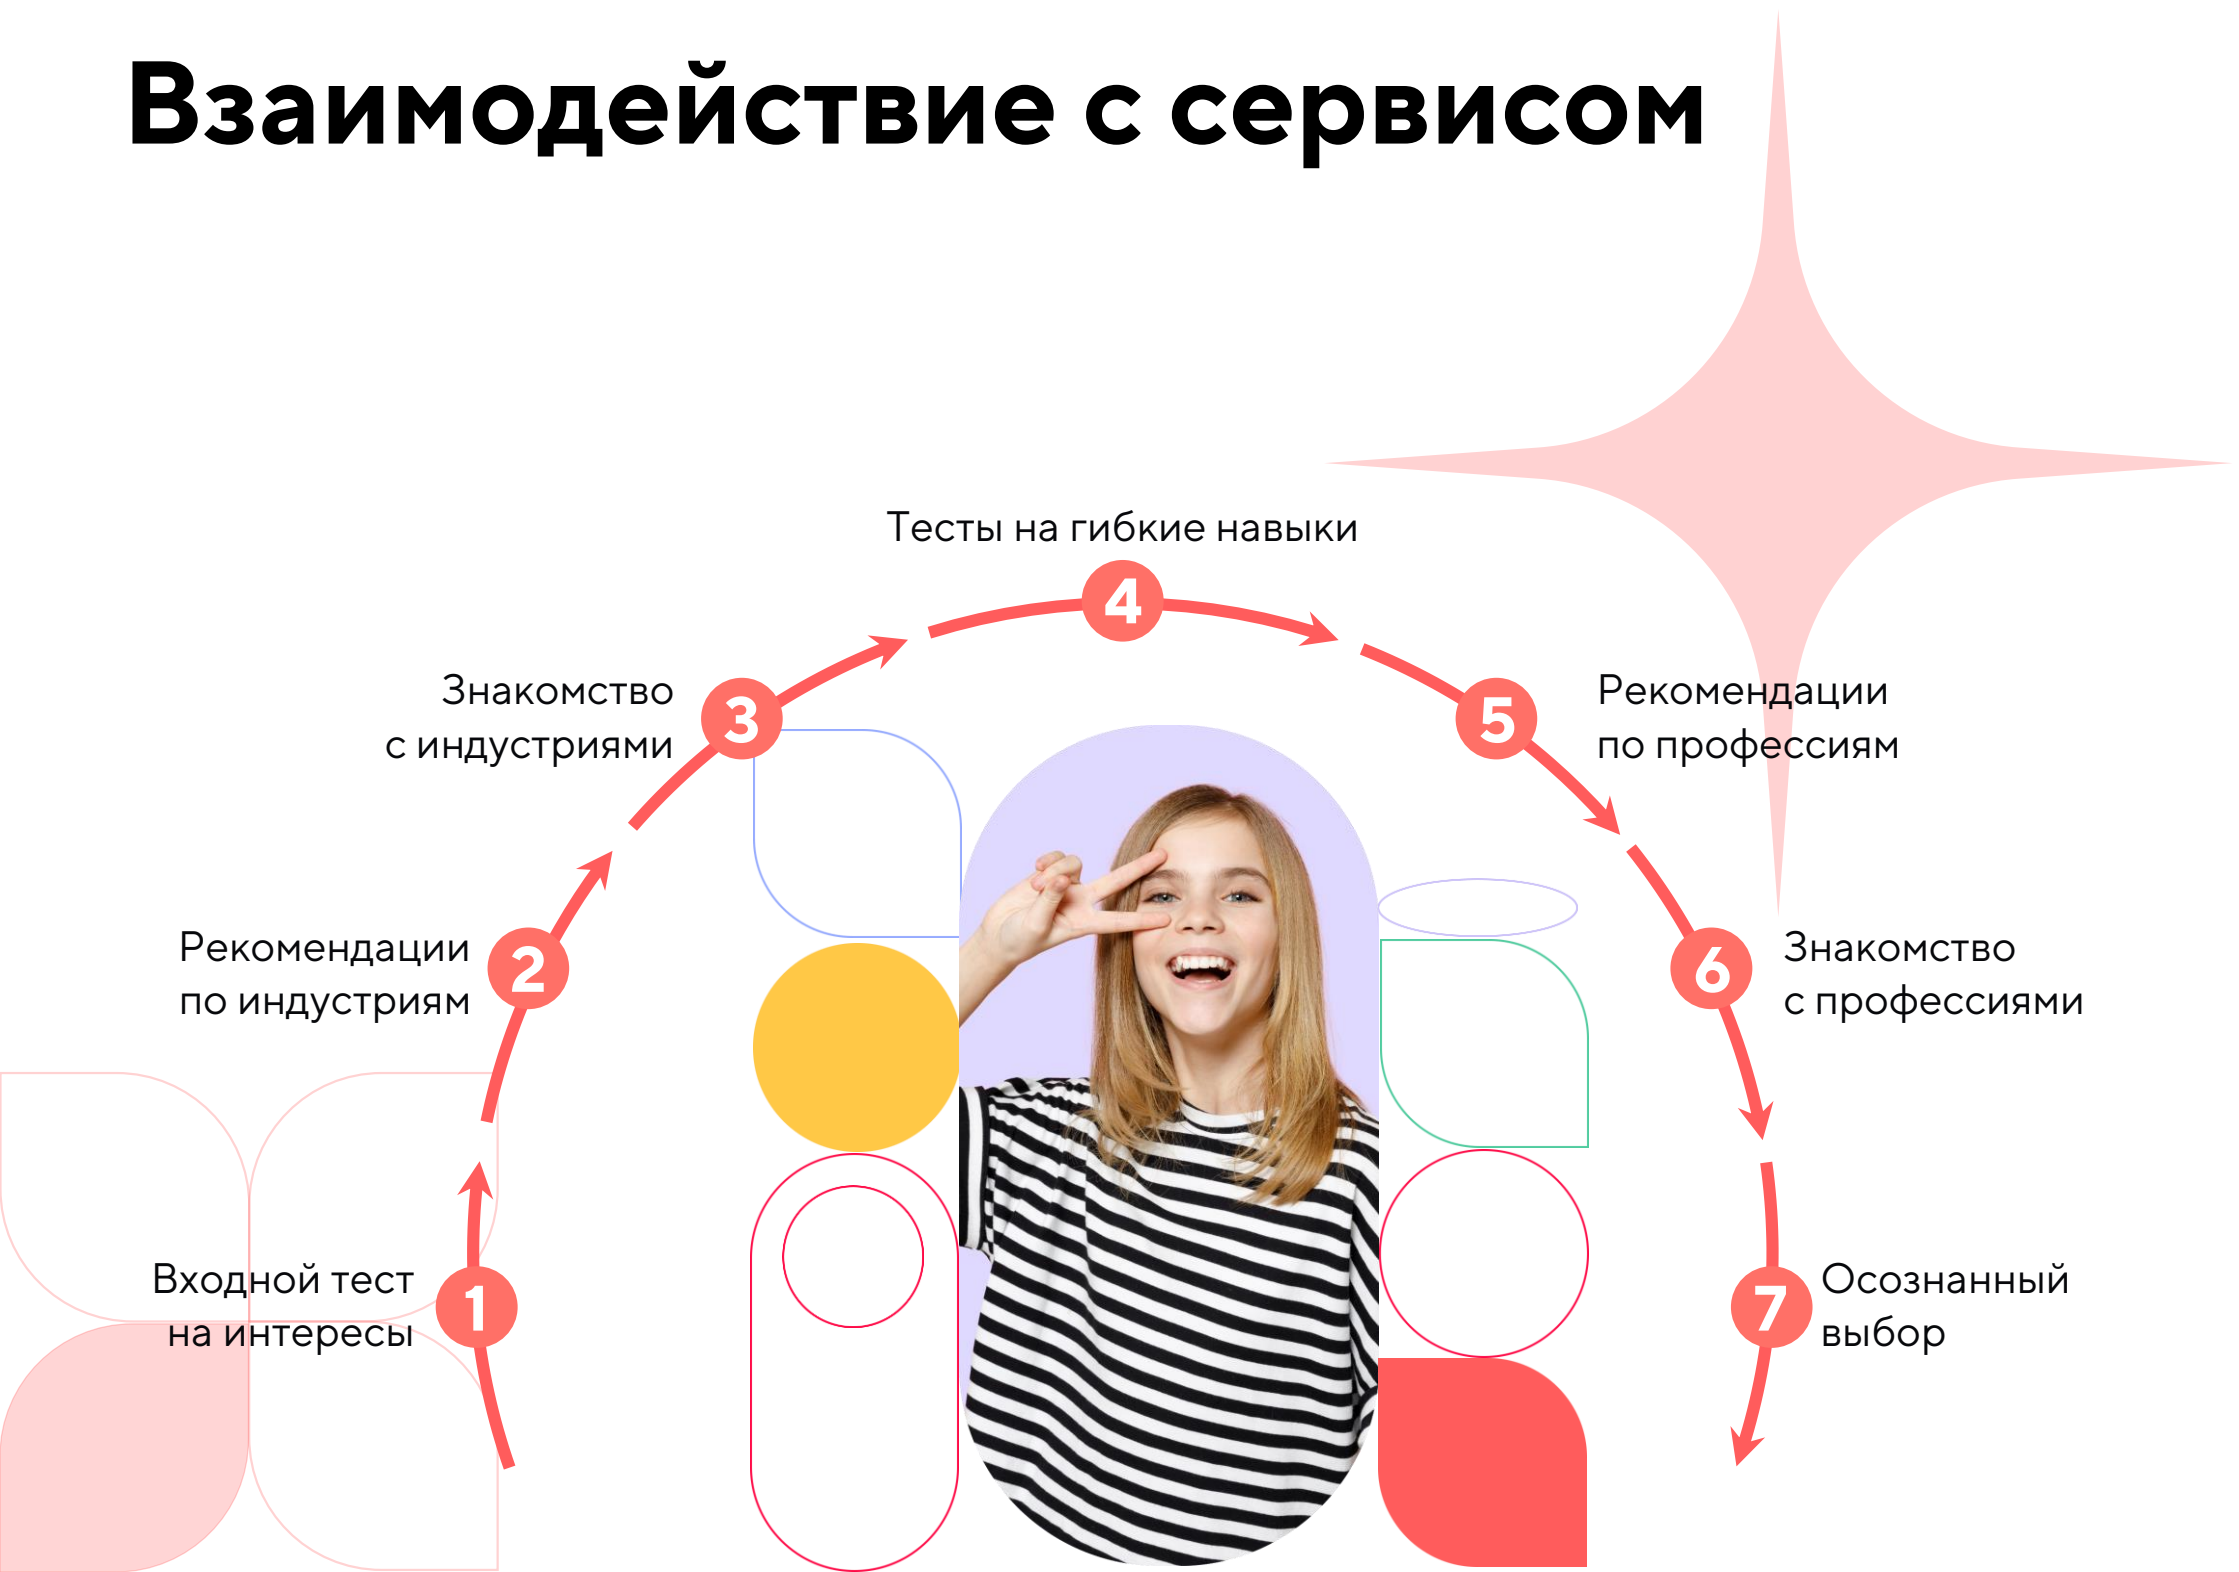 Взаимодействие с сервисом
1
Входной тест
на интересы
2
Рекомендации
по индустриям
3
Знакомство
с индустриями
4
Тесты на гибкие навыки
5
Рекомендации
по профессиям
6
Знакомство
с профессиями
7
Осознанный
выбор